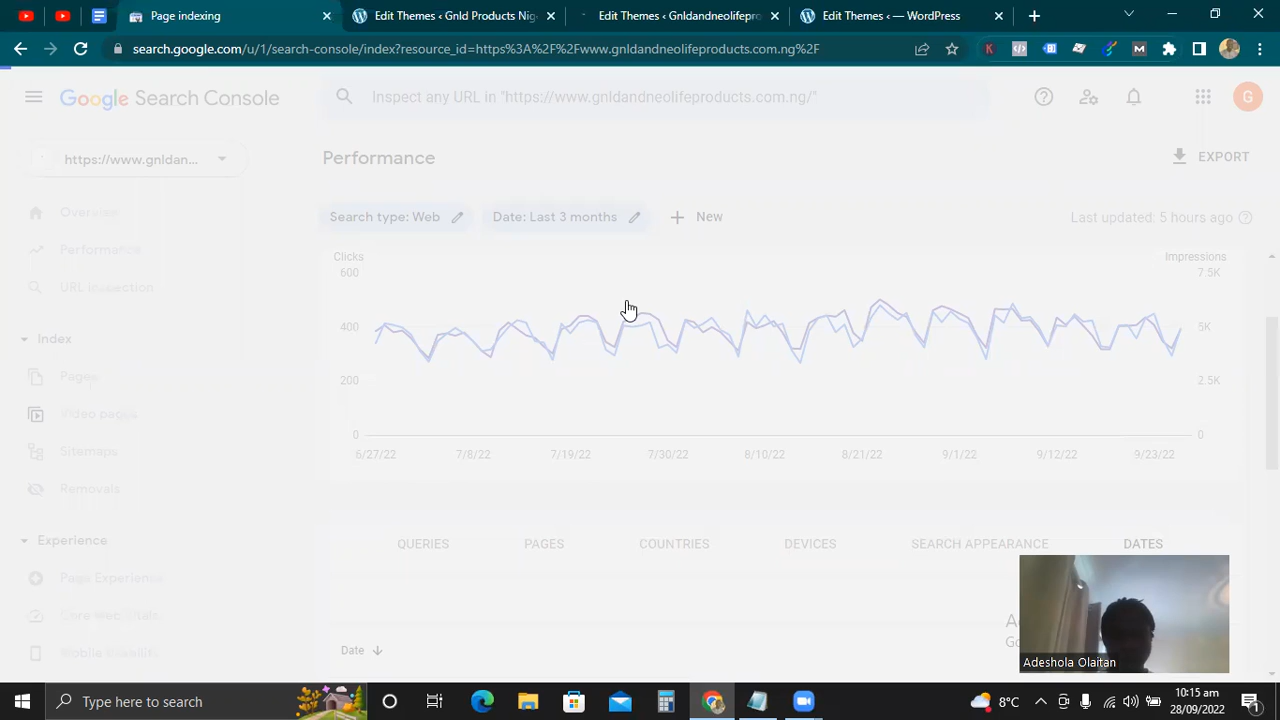 Page indexing
Edit Themes ‹ Gnld Products Nig
Edit Themes ‹ Gnldandneolifepro
Edit Themes ‹ — WordPress
search.google.com/u/1/search-console/index?resource_id=https%3A%2F%2Fwww.gnldandneolifeproducts.com.ng%2F
Google Search Console
Inspect any URL in "https://www.gnldandneolifeproducts.com.ng/"
G
https://www.gnldan...
Performance
EXPORT
Search type: Web
Date: Last 3 months
New
Last updated: 5 hours ago
Overview
Performance
URL inspection
Index
Pages
Video pages
Sitemaps
Removals
Experience
Page Experience
Core Web Vitals
Mobile Usability
Clicks
Impressions
600
7.5K
400
5K
200
2.5K
0
0
6/27/22
7/8/22
7/19/22
7/30/22
8/10/22
8/21/22
9/1/22
9/12/22
9/23/22
QUERIES
PAGES
COUNTRIES
DEVICES
SEARCH APPEARANCE
DATES
Date
Adeshola Olaitan
Type here to search
8°C
10:15 am
28/09/2022
1